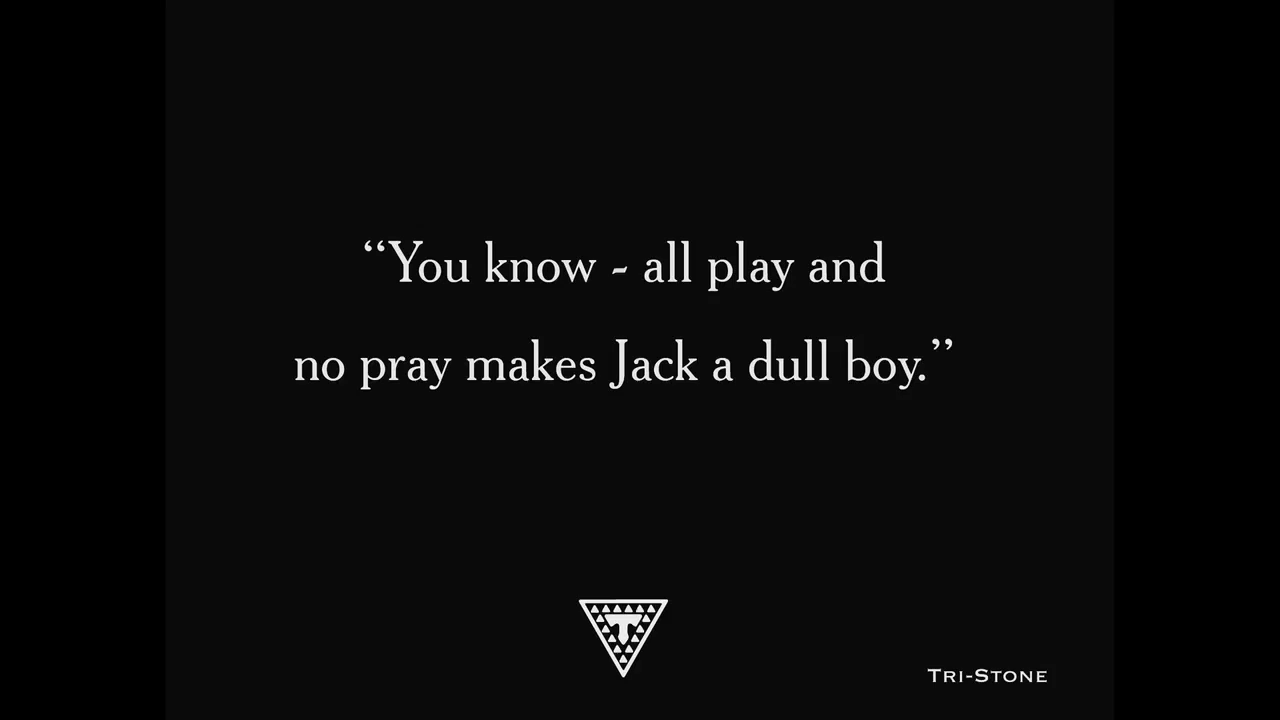 “You know - all play and
no pray makes Jack a dull boy.”
T
TRI-STONE